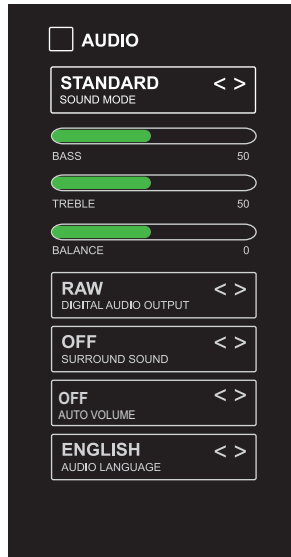 AUDIO
STANDARD < >
SOUND MODE
BASS 50
TREBLE 50
BALANCE 0
RAW < >
DIGITAL AUDIO OUTPUT
OFF < >
SURROUND SOUND
OFF < >
AUTO VOLUME
ENGLISH < >
AUDIO LANGUAGE